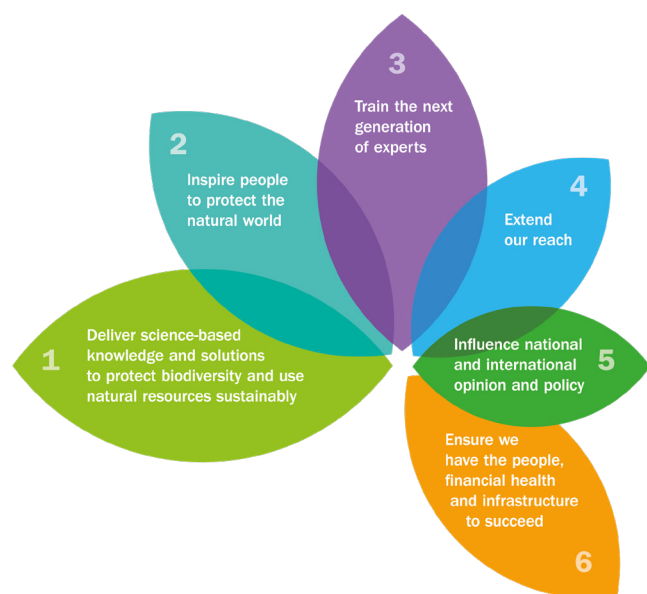 1
Deliver science-based
knowledge and solutions
to protect biodiversity and use
natural resources sustainably
2
Inspire people
to protect the
natural world
3
Train the next
generation
of experts
4
Extend
our reach
5
Influence national
and international
opinion and policy
6
Ensure we
have the people,
financial health
and infrastructure
to succeed